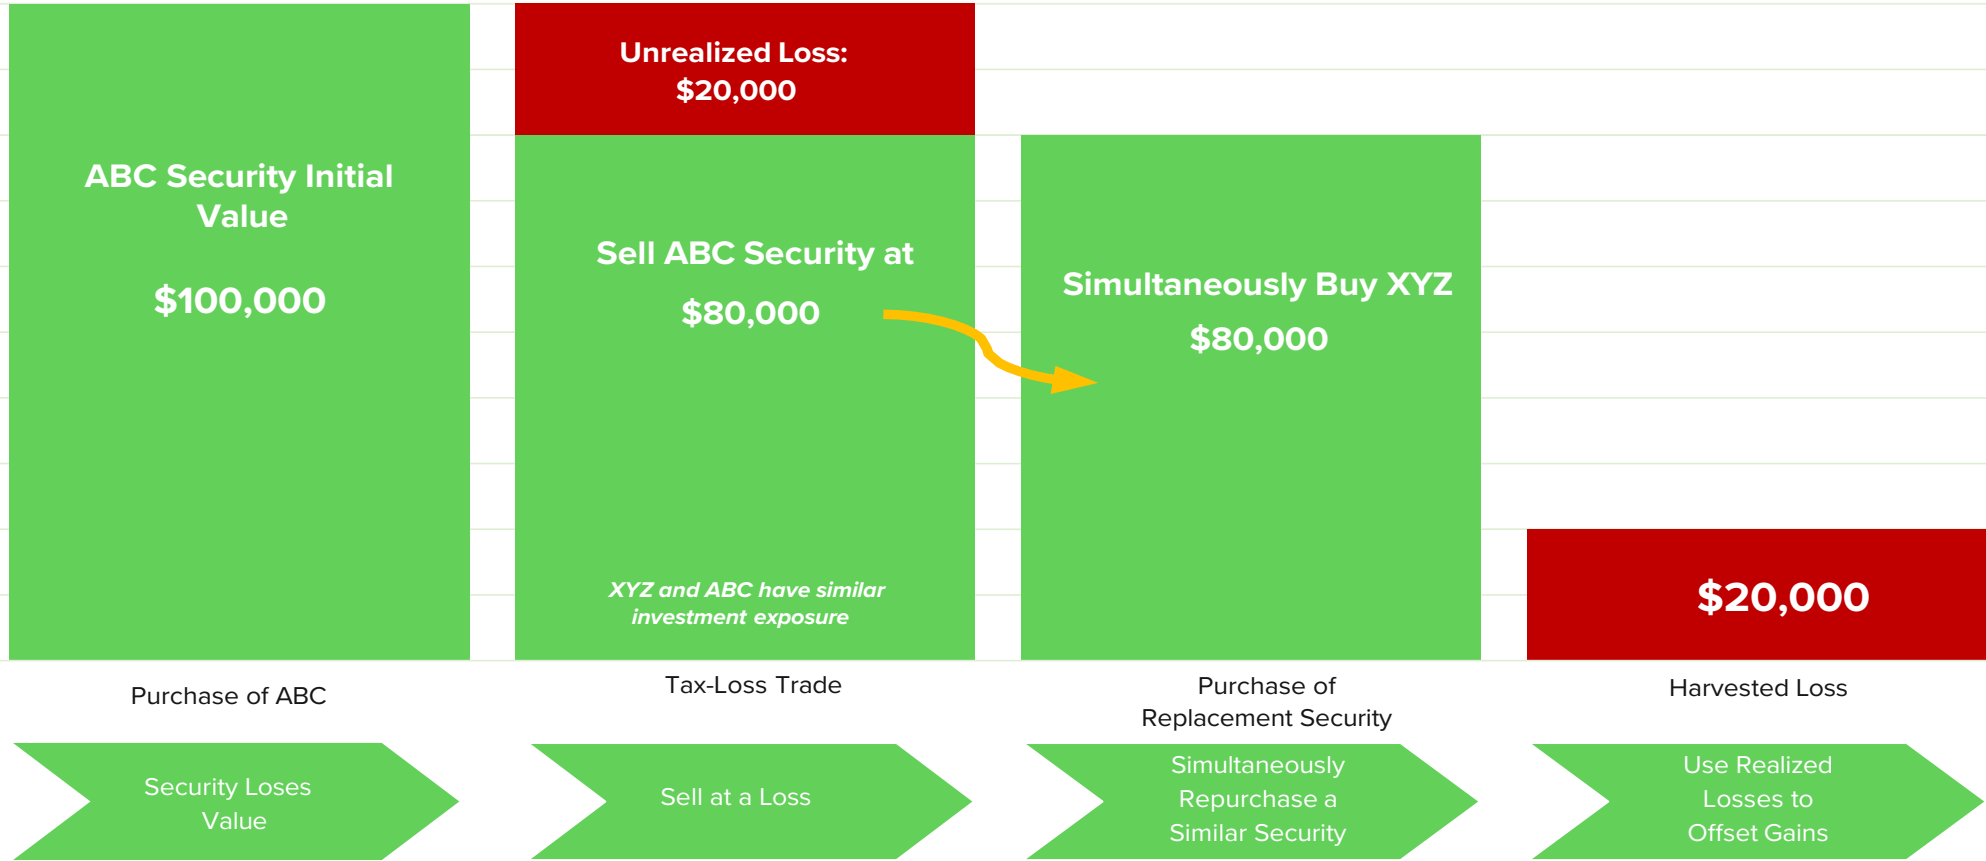 ABC Security Initial
Value
$100,000
Unrealized Loss:
$20,000
Sell ABC Security at
$80,000
XYZ and ABC have similar
investment exposure
Simultaneously Buy XYZ
$80,000
$20,000
Purchase of ABC
Tax-Loss Trade
Purchase of
Replacement Security
Harvested Loss
Security Loses
Value
Sell at a Loss
Simultaneously
Repurchase a
Similar Security
Use Realized
Losses to
Offset Gains